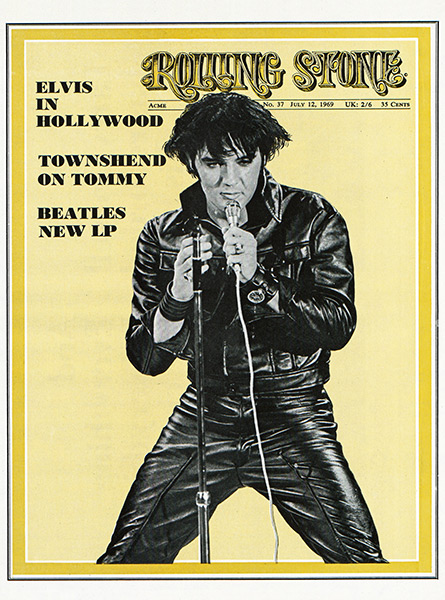 ROLLING STONE
ACME No. 37 JULY 12, 1969 UK: 2/6 35 CENTS
ELVIS
IN
HOLLYWOOD
TOWNSHEND
ON TOMMY
BEATLES
NEW LP